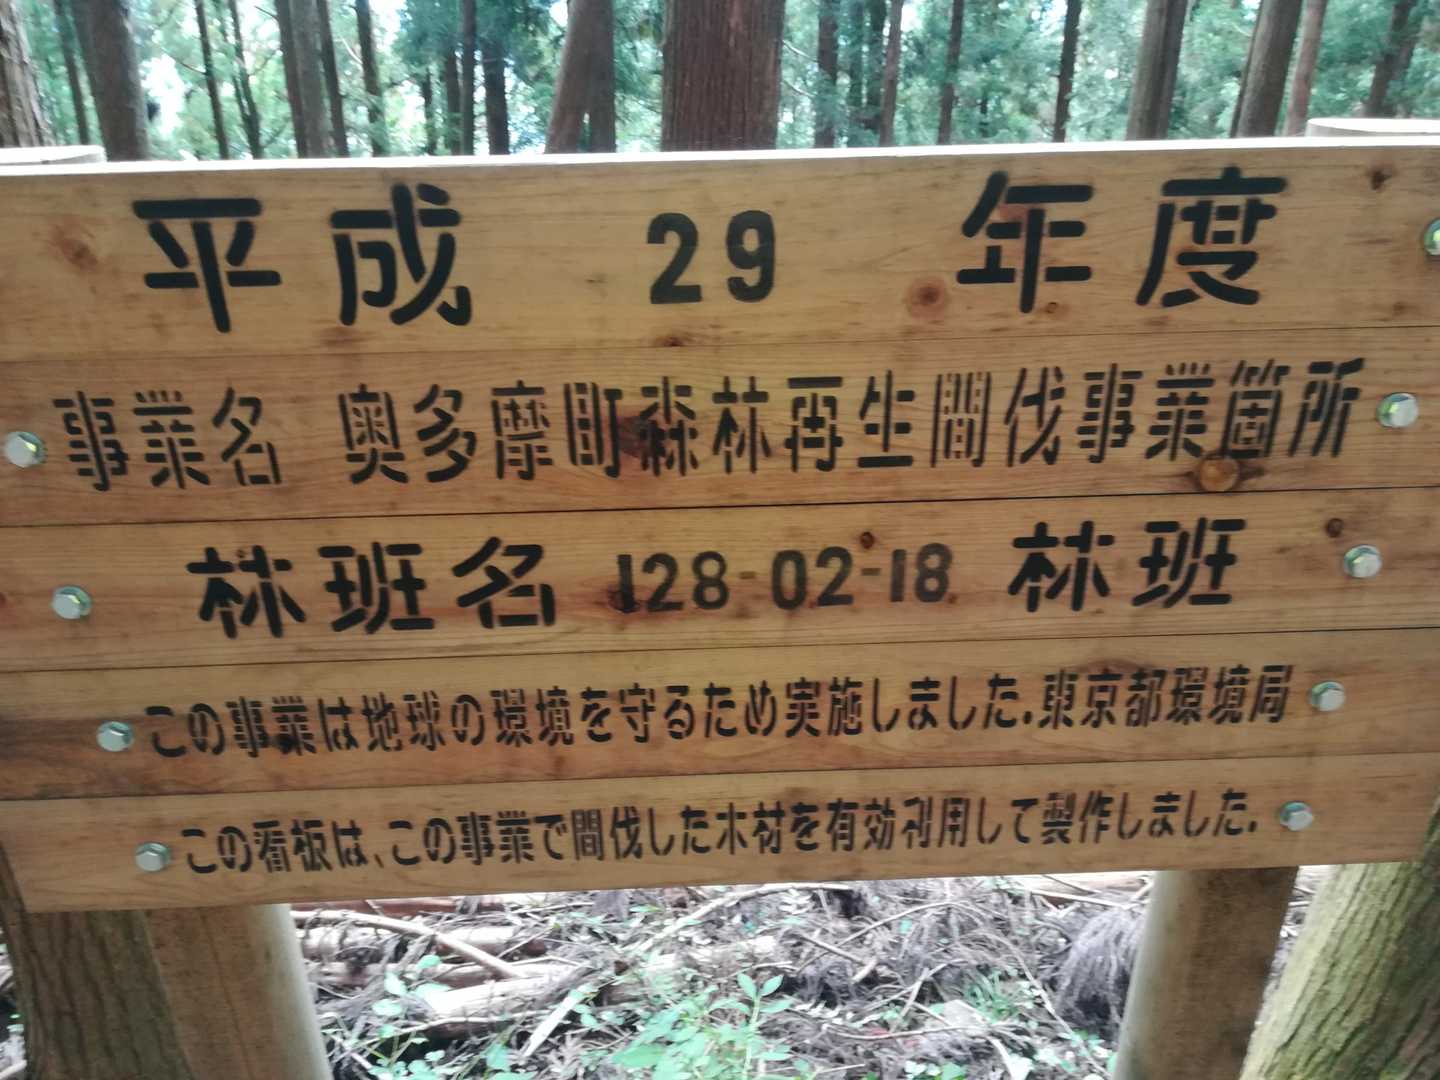 平成 29 年度
事業名 奥多摩町森林再生間伐事業箇所
林班名 128-02-18 林班
この事業は地球の環境を守るため実施しました.東京都環境局
この看板は、この事業で間伐した木材を有効利用して製作しました.